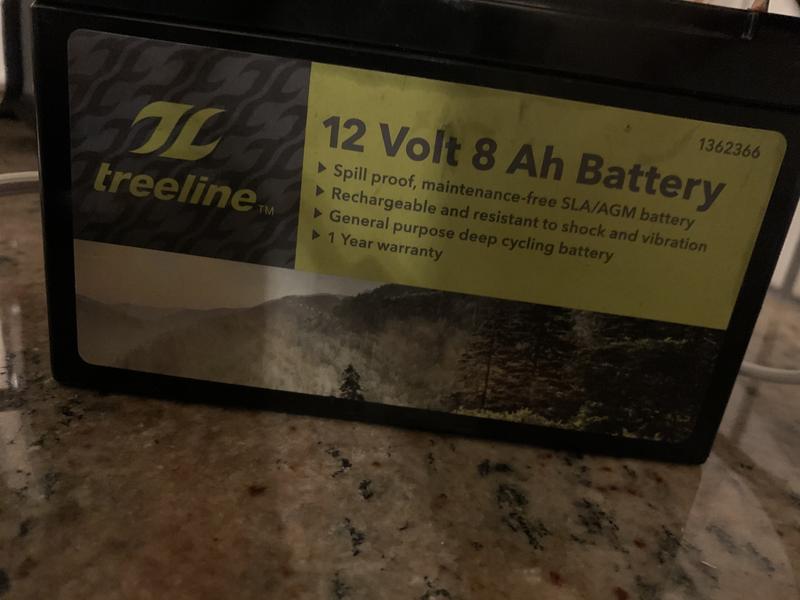 treeline™
1362366
12 Volt 8 Ah Battery
Spill proof, maintenance-free SLA/AGM battery
Rechargeable and resistant to shock and vibration
General purpose deep cycling battery
1 Year warranty